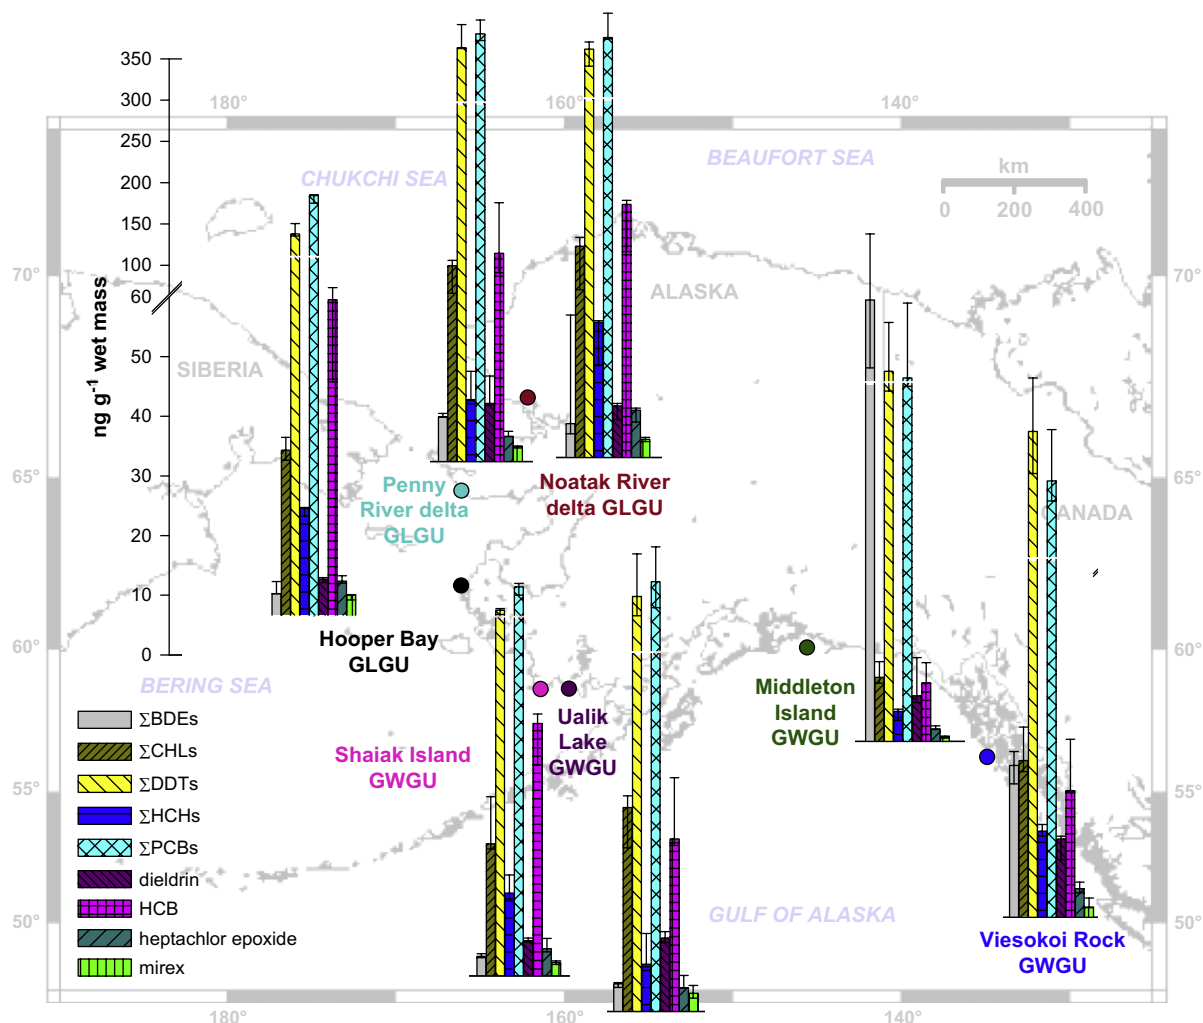 180°
160°
140°
350
300
250
200
150
100
60
50
40
30
20
10
0
ng g⁻¹ wet mass
CHUKCHI SEA
BEAUFORT SEA
km
0 200 400
70°
70°
SIBERIA
ALASKA
65°
65°
CANADA
Penny
River delta
GLGU
Noatak River
delta GLGU
Hooper Bay
GLGU
60°
60°
BERING SEA
Shaiak Island
GWGU
Ualik
Lake
GWGU
Middleton
Island
GWGU
ΣBDEs
ΣCHLs
ΣDDTs
ΣHCHs
ΣPCBs
dieldrin
HCB
heptachlor epoxide
mirex
55°
55°
50°
50°
GULF OF ALASKA
Viesokoi Rock
GWGU
180°
160°
140°